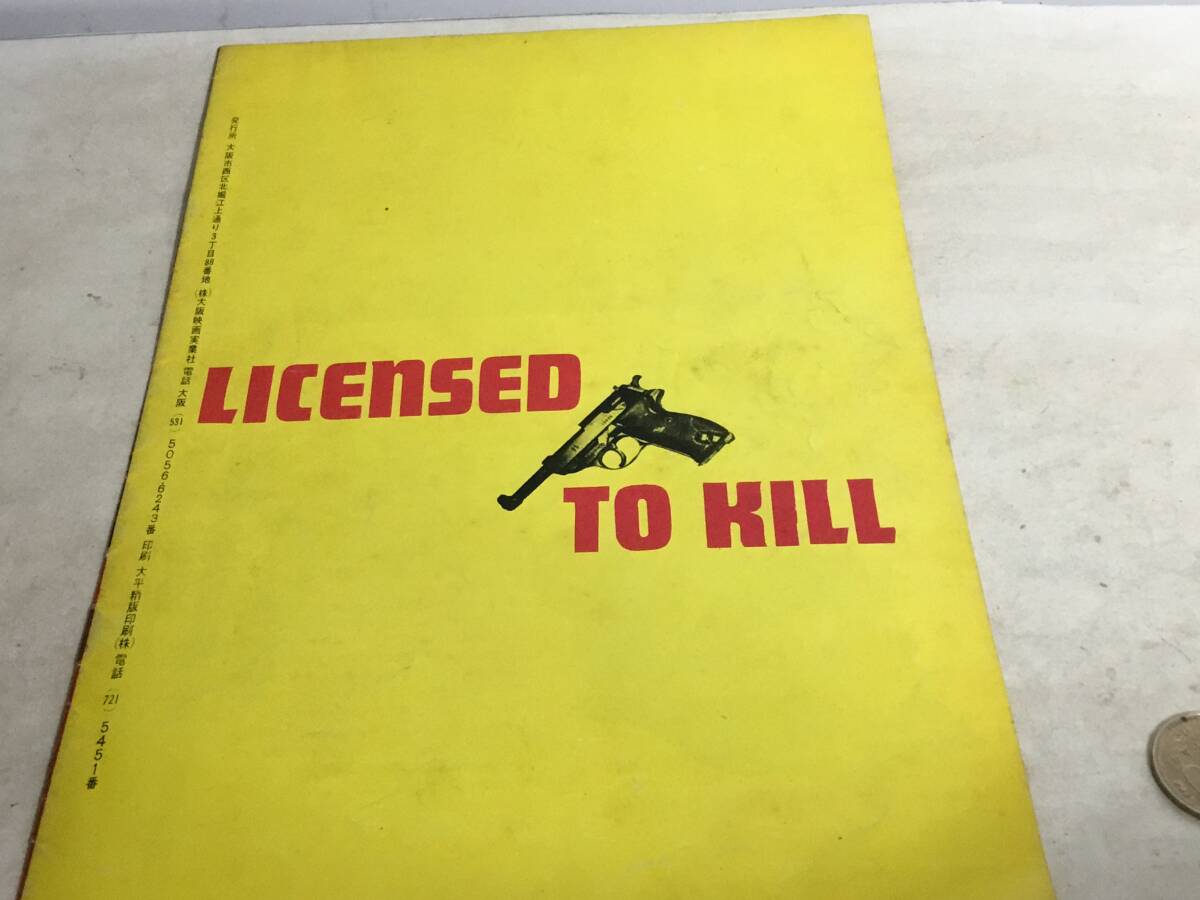 LICENSED
TO KILL
発行所 大阪市西区北堀江上通り3丁目88番地 (株)大阪映画実業社 電話 大阪 (531) 5056・6243番 印刷 大平精版印刷(株) 電話 (721) 5451番